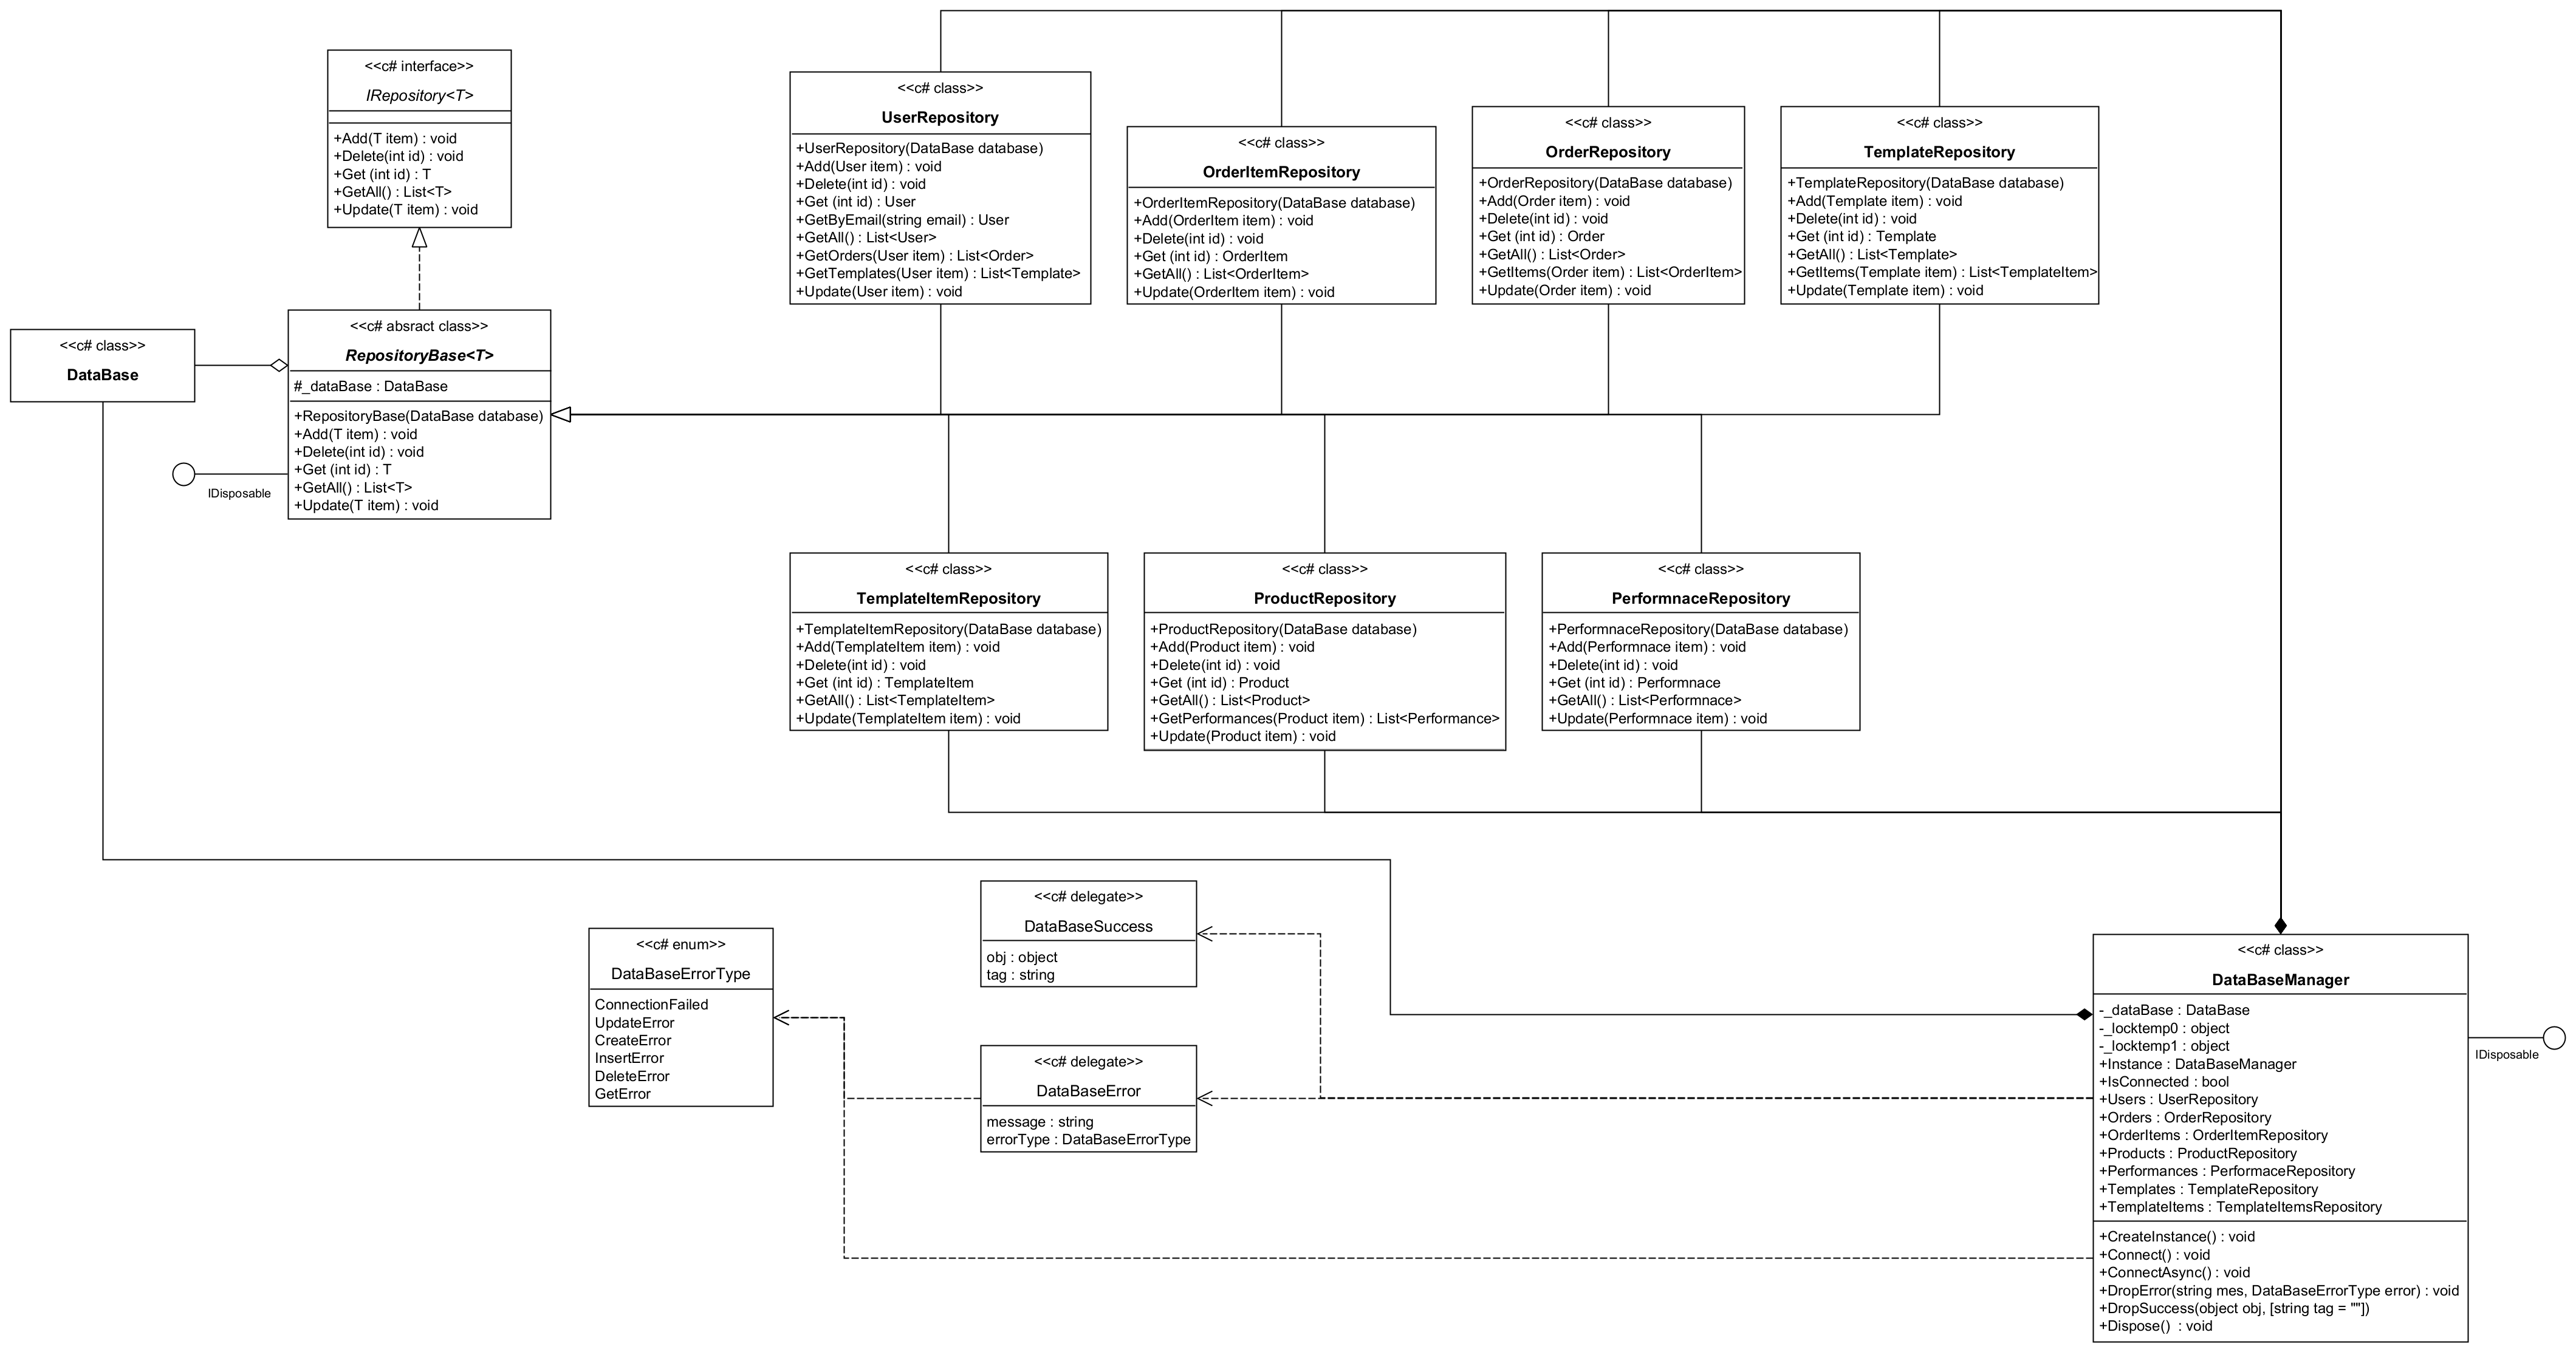 <<c# interface>>
IRepository<T>
+Add(T item) : void
+Delete(int id) : void
+Get (int id) : T
+GetAll() : List<T>
+Update(T item) : void
<<c# class>>
UserRepository
+UserRepository(DataBase database)
+Add(User item) : void
+Delete(int id) : void
+Get (int id) : User
+GetByEmail(string email) : User
+GetAll() : List<User>
+GetOrders(User item) : List<Order>
+GetTemplates(User item) : List<Template>
+Update(User item) : void
<<c# class>>
OrderItemRepository
+OrderItemRepository(DataBase database)
+Add(OrderItem item) : void
+Delete(int id) : void
+Get (int id) : OrderItem
+GetAll() : List<OrderItem>
+Update(OrderItem item) : void
<<c# class>>
OrderRepository
+OrderRepository(DataBase database)
+Add(Order item) : void
+Delete(int id) : void
+Get (int id) : Order
+GetAll() : List<Order>
+GetItems(Order item) : List<OrderItem>
+Update(Order item) : void
<<c# class>>
TemplateRepository
+TemplateRepository(DataBase database)
+Add(Template item) : void
+Delete(int id) : void
+Get (int id) : Template
+GetAll() : List<Template>
+GetItems(Template item) : List<TemplateItem>
+Update(Template item) : void
<<c# class>>
DataBase
<<c# absract class>>
RepositoryBase<T>
#_dataBase : DataBase
+RepositoryBase(DataBase database)
+Add(T item) : void
+Delete(int id) : void
+Get (int id) : T
+GetAll() : List<T>
+Update(T item) : void
IDisposable
<<c# class>>
TemplateItemRepository
+TemplateItemRepository(DataBase database)
+Add(TemplateItem item) : void
+Delete(int id) : void
+Get (int id) : TemplateItem
+GetAll() : List<TemplateItem>
+Update(TemplateItem item) : void
<<c# class>>
ProductRepository
+ProductRepository(DataBase database)
+Add(Product item) : void
+Delete(int id) : void
+Get (int id) : Product
+GetAll() : List<Product>
+GetPerformances(Product item) : List<Performance>
+Update(Product item) : void
<<c# class>>
PerformnaceRepository
+PerformnaceRepository(DataBase database)
+Add(Performnace item) : void
+Delete(int id) : void
+Get (int id) : Performnace
+GetAll() : List<Performnace>
+Update(Performnace item) : void
<<c# enum>>
DataBaseErrorType
ConnectionFailed
UpdateError
CreateError
InsertError
DeleteError
GetError
<<c# delegate>>
DataBaseSuccess
obj : object
tag : string
<<c# delegate>>
DataBaseError
message : string
errorType : DataBaseErrorType
<<c# class>>
DataBaseManager
-_dataBase : DataBase
-_locktemp0 : object
-_locktemp1 : object
+Instance : DataBaseManager
+IsConnected : bool
+Users : UserRepository
+Orders : OrderRepository
+OrderItems : OrderItemRepository
+Products : ProductRepository
+Performances : PerformaceRepository
+Templates : TemplateRepository
+TemplateItems : TemplateItemsRepository
+CreateInstance() : void
+Connect() : void
+ConnectAsync() : void
+DropError(string mes, DataBaseErrorType error) : void
+DropSuccess(object obj, [string tag = ""])
+Dispose() : void
IDisposable